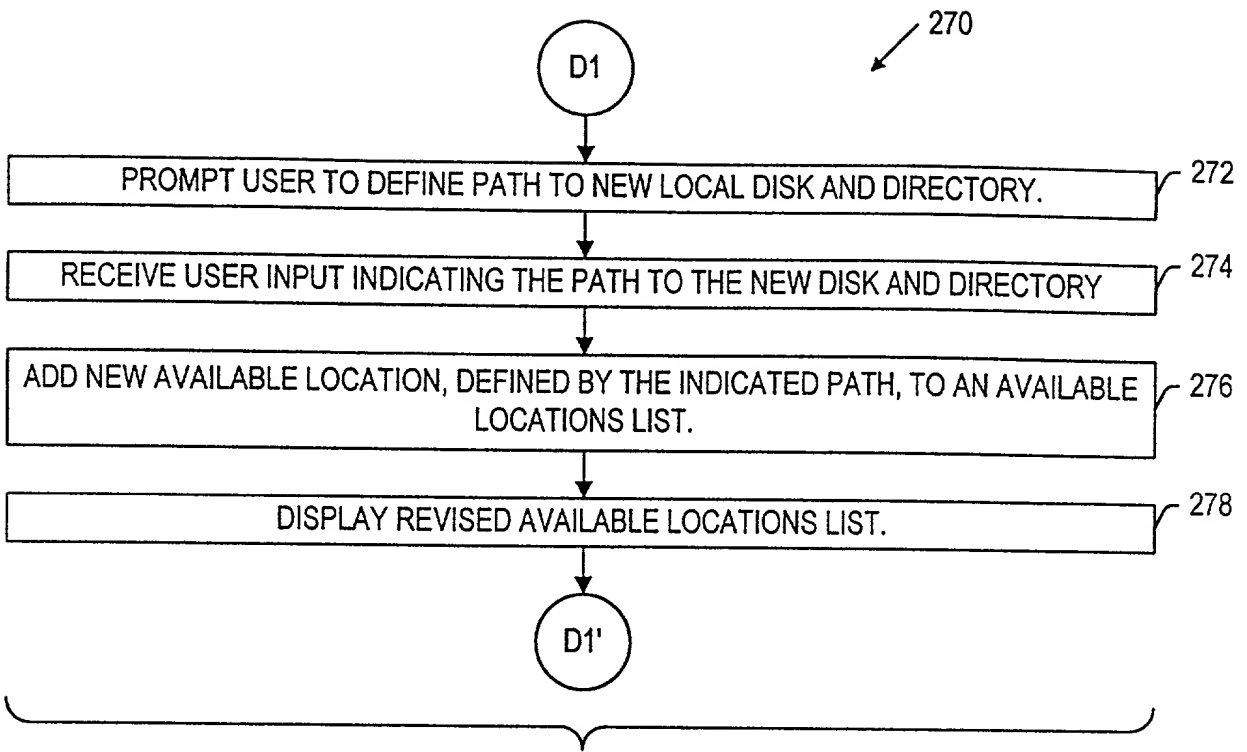 270
D1
PROMPT USER TO DEFINE PATH TO NEW LOCAL DISK AND DIRECTORY.
272
RECEIVE USER INPUT INDICATING THE PATH TO THE NEW DISK AND DIRECTORY
274
ADD NEW AVAILABLE LOCATION, DEFINED BY THE INDICATED PATH, TO AN AVAILABLE
LOCATIONS LIST.
276
DISPLAY REVISED AVAILABLE LOCATIONS LIST.
278
D1'